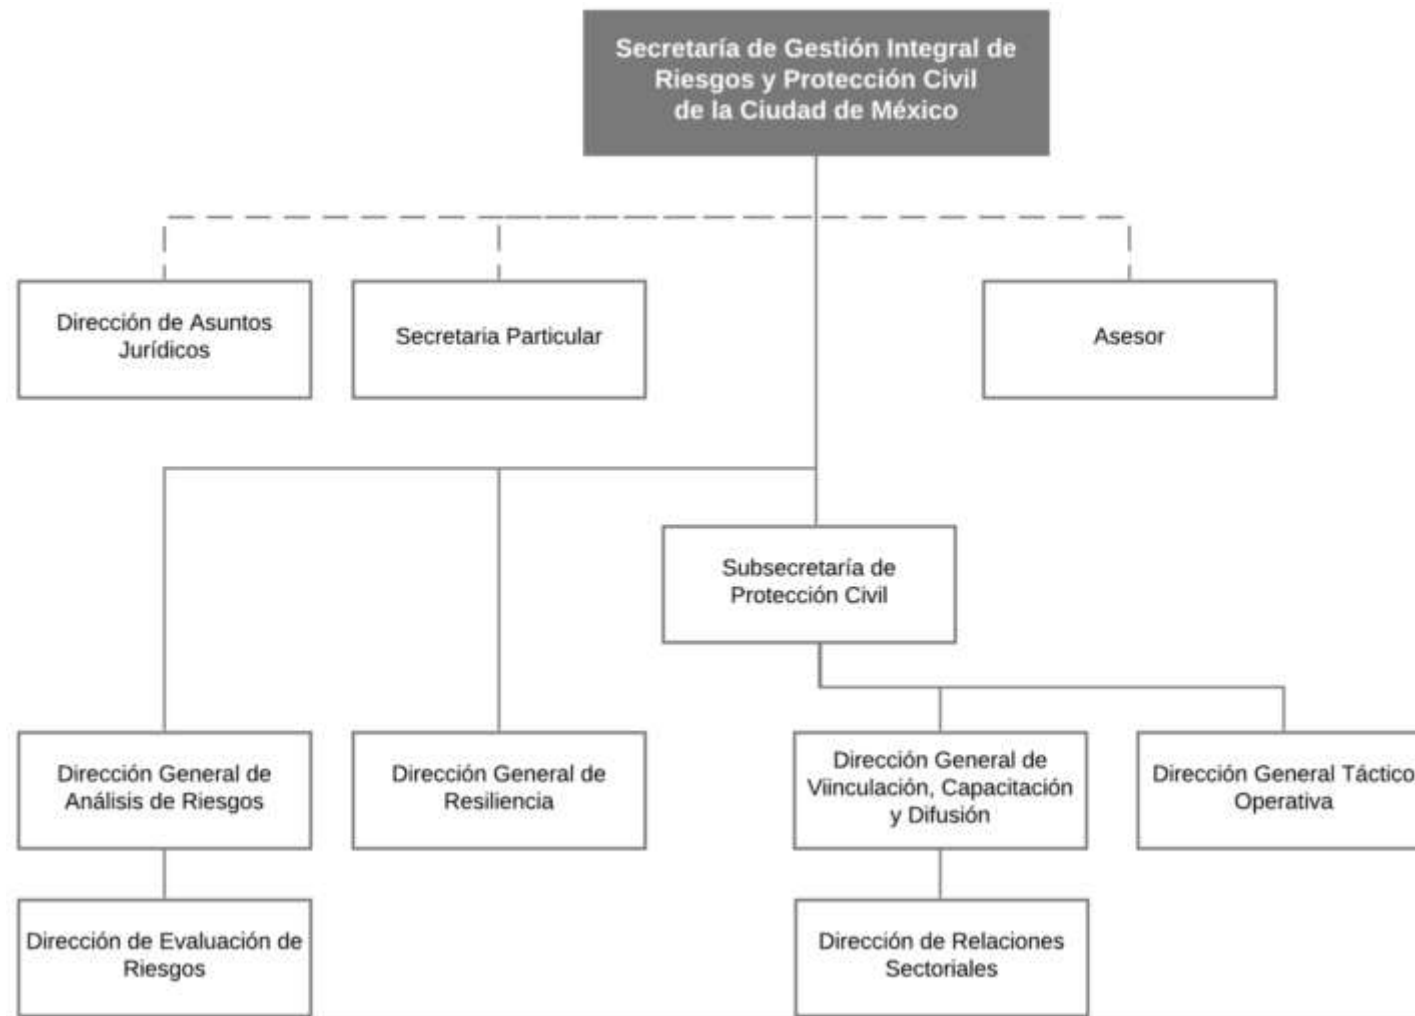 Secretaría de Gestión Integral de
Riesgos y Protección Civil
de la Ciudad de México
Dirección de Asuntos
Jurídicos
Secretaria Particular
Asesor
Subsecretaría de
Protección Civil
Dirección General de
Análisis de Riesgos
Dirección General de
Resiliencia
Dirección General de
Viinculación, Capacitación
y Difusión
Dirección General Táctico
Operativa
Dirección de Evaluación de
Riesgos
Dirección de Relaciones
Sectoriales